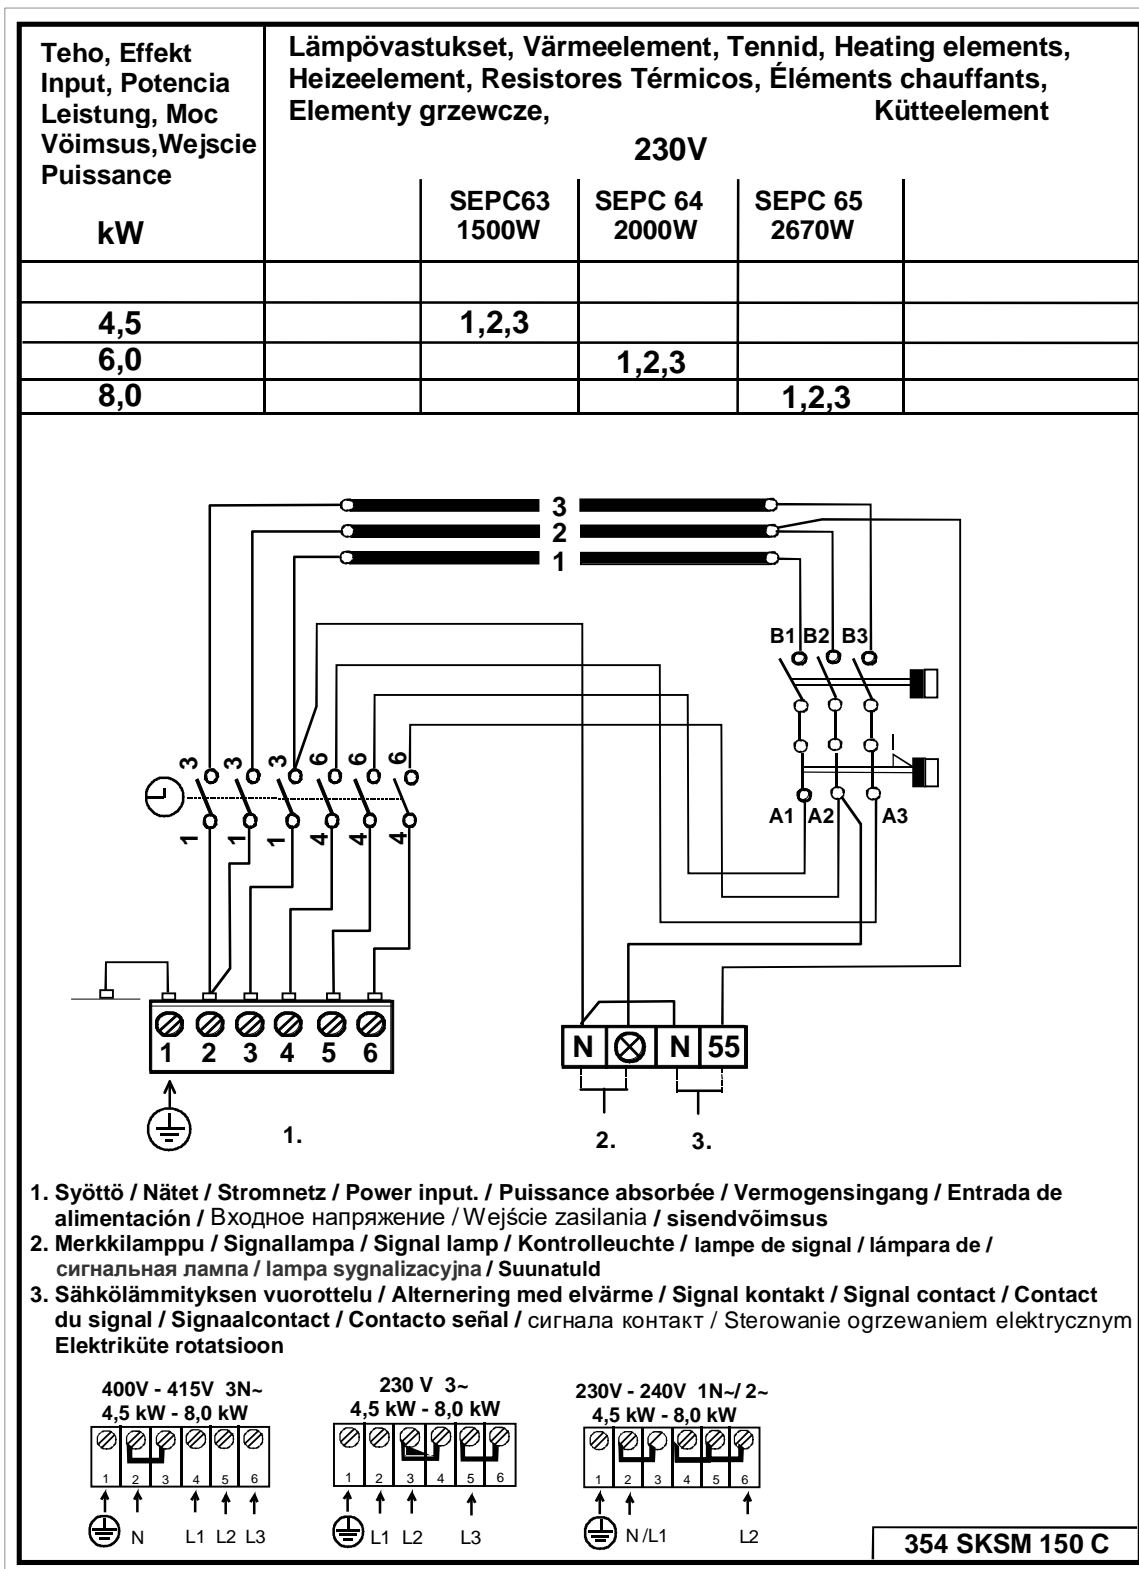 Teho, Effekt
Input, Potencia
Leistung, Moc
Vöimsus,Wejscie
Puissance
kW
Lämpövastukset, Värmeelement, Tennid, Heating elements,
Heizeelement, Resistores Térmicos, Éléments chauffants,
Elementy grzewcze, Kütteelement
230V
SEPC63 SEPC 64 SEPC 65
1500W 2000W 2670W
4,5 1,2,3
6,0 1,2,3
8,0 1,2,3
3
2
1
B1 B2 B3
3 3 3 6 6 6
1 1 1 4 4 4
A1 A2 A3
1 2 3 4 5 6
N N 55
1. 2. 3.
1. Syöttö / Nätet / Stromnetz / Power input. / Puissance absorbée / Vermogensingang / Entrada de
alimentación / Входное напряжение / Wejście zasilania / sisendvõimsus
2. Merkkilamppu / Signallampa / Signal lamp / Kontrolleuchte / lampe de signal / lámpara de /
сигнальная лампа / lampa sygnalizacyjna / Suunatuld
3. Sähkölämmityksen vuorottelu / Alternering med elvärme / Signal kontakt / Signal contact / Contact
du signal / Signaalcontact / Contacto señal / сигнала контакт / Sterowanie ogrzewaniem elektrycznym
Elektriküte rotatsioon
400V - 415V 3N~
4,5 kW - 8,0 kW
1 2 3 4 5 6
N L1 L2 L3
230 V 3~
4,5 kW - 8,0 kW
1 2 3 4 5 6
L1 L2 L3
230V - 240V 1N~/ 2~
4,5 kW - 8,0 kW
1 2 3 4 5 6
N /L1 L2
354 SKSM 150 C